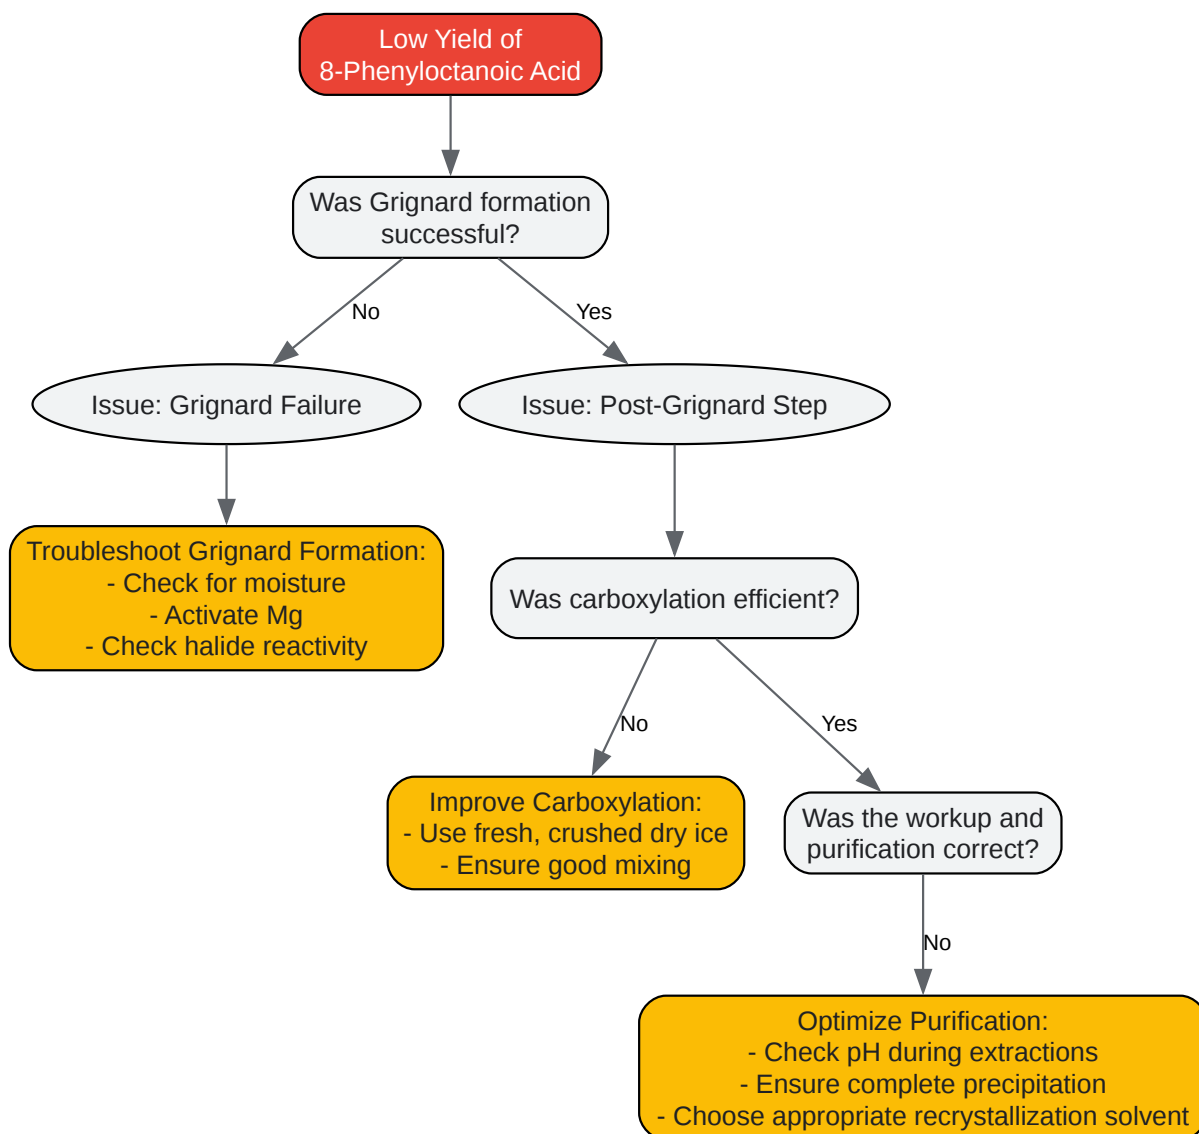 Low Yield of
8-Phenyloctanoic Acid
Was Grignard formation
successful?
No
Yes
Issue: Grignard Failure
Issue: Post-Grignard Step
Troubleshoot Grignard Formation:
- Check for moisture
- Activate Mg
- Check halide reactivity
Was carboxylation efficient?
No
Yes
Improve Carboxylation:
- Use fresh, crushed dry ice
- Ensure good mixing
Was the workup and
purification correct?
No
Optimize Purification:
- Check pH during extractions
- Ensure complete precipitation
- Choose appropriate recrystallization solvent